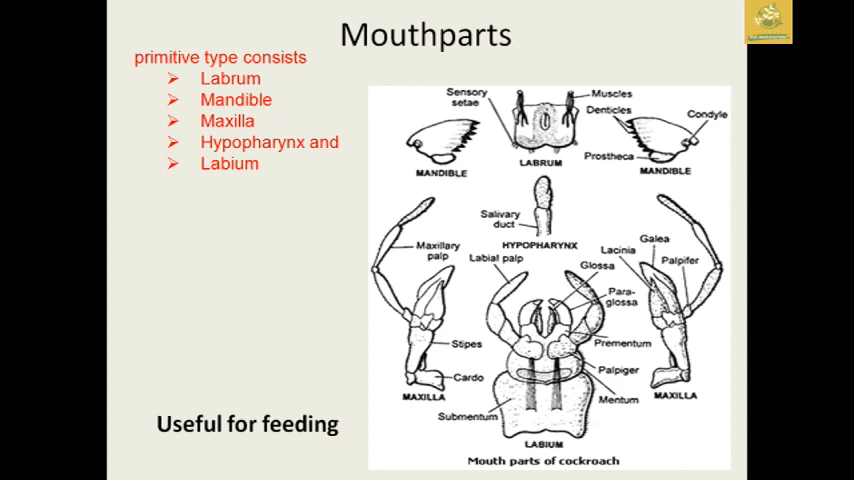 Mouthparts
primitive type consists
➢ Labrum
➢ Mandible
➢ Maxilla
➢ Hypopharynx and
➢ Labium
Useful for feeding
Sensory
setae
Muscles
Denticles
Condyle
LABRUM
Prostheca
MANDIBLE
MANDIBLE
Salivary
duct
HYPOPHARYNX
Maxillary
palp
Labial palp
Glossa
Lacinia
Galea
Palpifer
Para-
glossa
Stipes
Prementum
Cardo
Palpiger
MAXILLA
Mentum
MAXILLA
Submentum
LABIUM
Mouth parts of cockroach